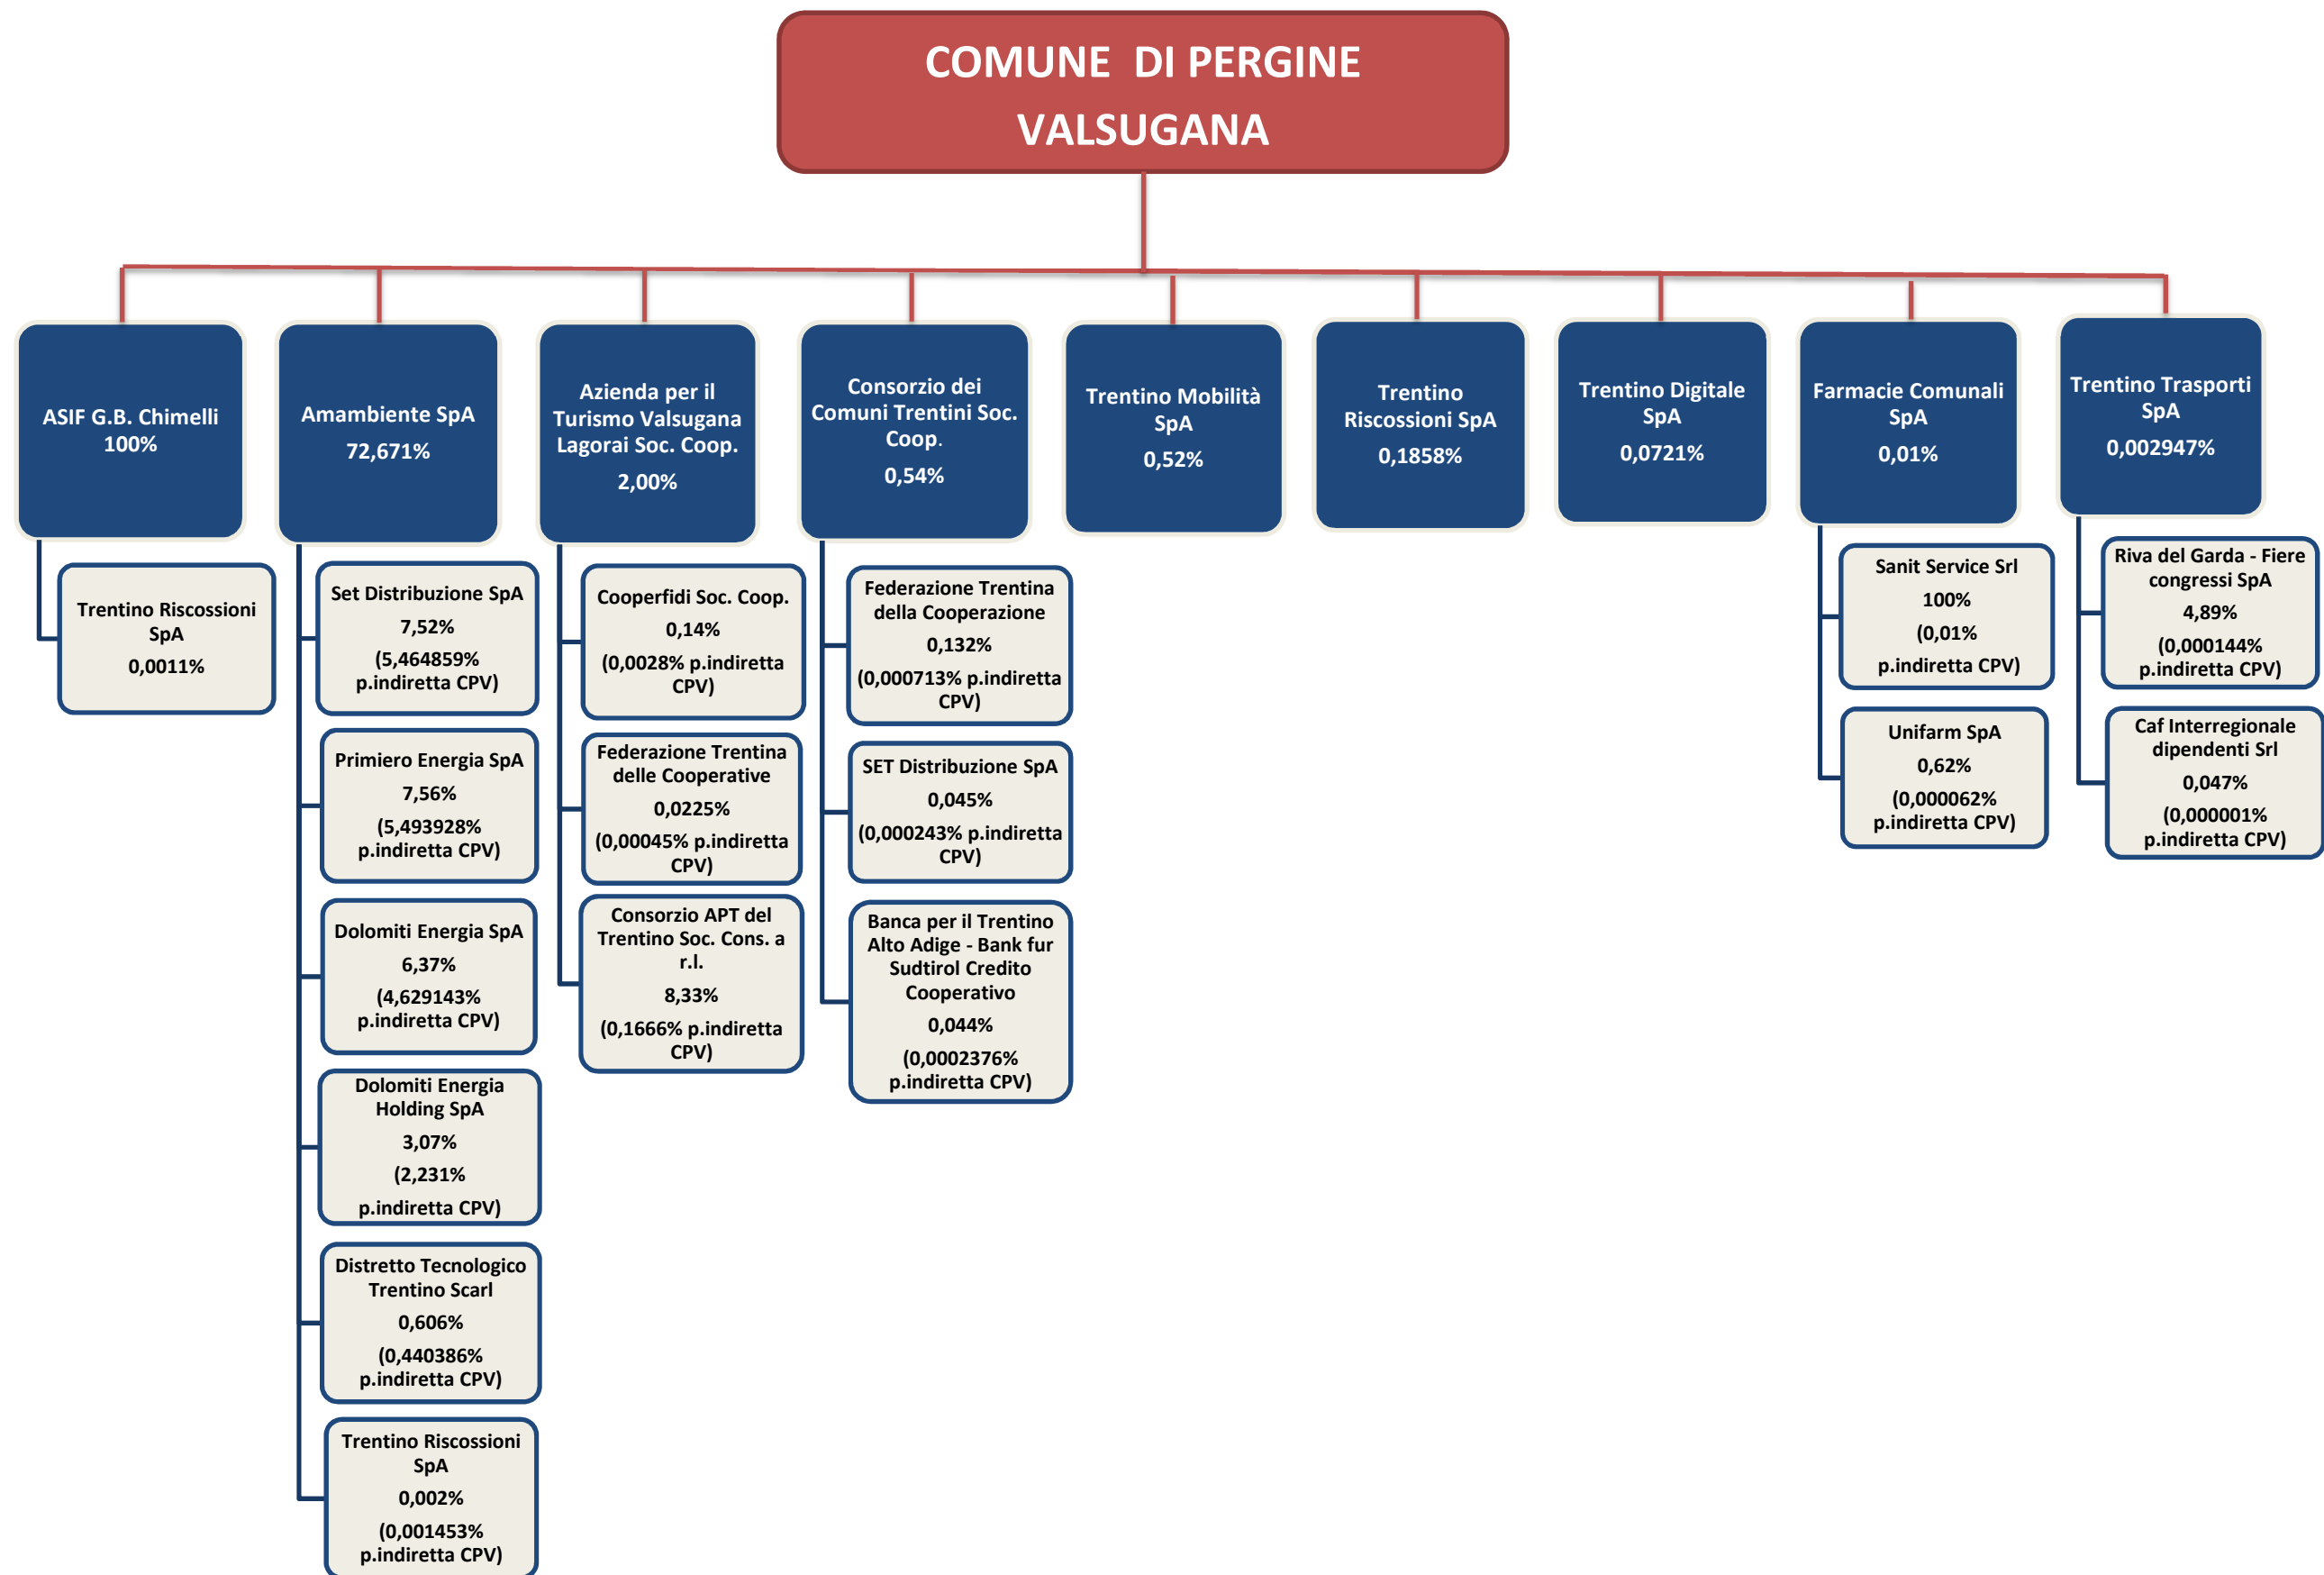 COMUNE  DI PERGINE
VALSUGANA
ASIF G.B. Chimelli
100%
Trentino Riscossioni
SpA
0,0011%
Amambiente SpA
72,671%
Set Distribuzione SpA
7,52%
(5,464859%
p.indiretta CPV)
Primiero Energia SpA
7,56%
(5,493928%
p.indiretta CPV)
Dolomiti Energia SpA
6,37%
(4,629143%
p.indiretta CPV)
Dolomiti Energia
Holding SpA
3,07%
(2,231%
p.indiretta CPV)
Distretto Tecnologico
Trentino Scarl
0,606%
(0,440386%
p.indiretta CPV)
Trentino Riscossioni
SpA
0,002%
(0,001453%
p.indiretta CPV)
Azienda per il
Turismo Valsugana
Lagorai Soc. Coop.
2,00%
Cooperfidi Soc. Coop.
0,14%
(0,0028% p.indiretta
CPV)
Federazione Trentina
delle Cooperative
0,0225%
(0,00045% p.indiretta
CPV)
Consorzio APT del
Trentino Soc. Cons. a
r.l.
8,33%
(0,1666% p.indiretta
CPV)
Consorzio dei
Comuni Trentini Soc.
Coop.
0,54%
Federazione Trentina
della Cooperazione
0,132%
(0,000713% p.indiretta
CPV)
SET Distribuzione SpA
0,045%
(0,000243% p.indiretta
CPV)
Banca per il Trentino
Alto Adige - Bank fur
Sudtirol Credito
Cooperativo
0,044%
(0,0002376%
p.indiretta CPV)
Trentino Mobilità
SpA
0,52%
Trentino
Riscossioni SpA
0,1858%
Trentino Digitale
SpA
0,0721%
Farmacie Comunali
SpA
0,01%
Sanit Service Srl
100%
(0,01%
p.indiretta CPV)
Unifarm SpA
0,62%
(0,000062%
p.indiretta CPV)
Trentino Trasporti
SpA
0,002947%
Riva del Garda - Fiere
congressi SpA
4,89%
(0,000144%
p.indiretta CPV)
Caf Interregionale
dipendenti Srl
0,047%
(0,000001%
p.indiretta CPV)